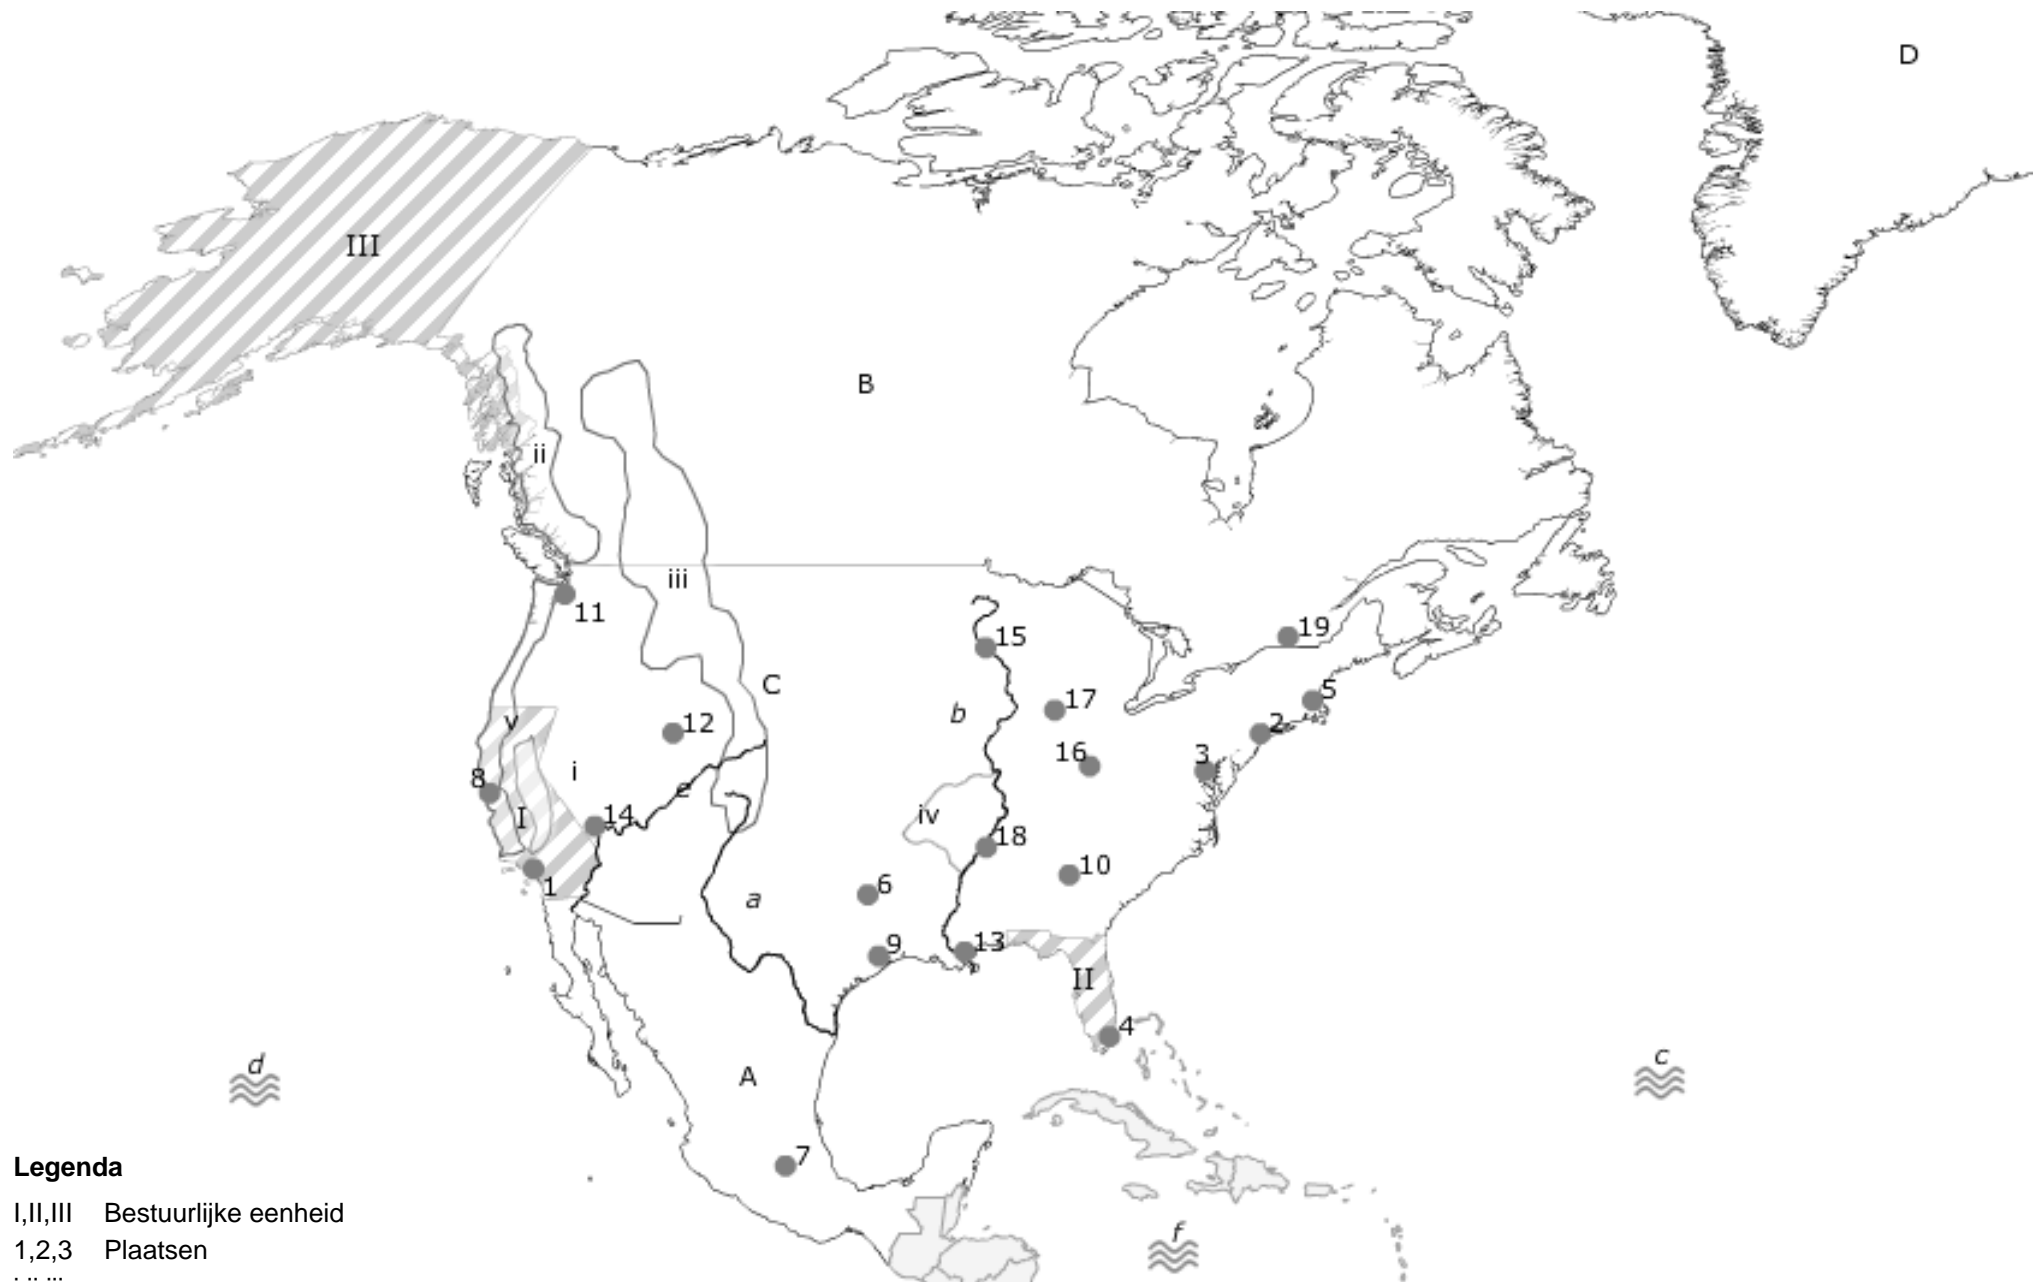 D
III
B
ii
iii
11
15
19
C
5
b
17
v
12
2
16
3
i
8
e
I
14
iv
18
10
6
a
1
9
13
II
4
d
c
A
7
f
Legenda
I,II,III Bestuurlijke eenheid
1,2,3 Plaatsen